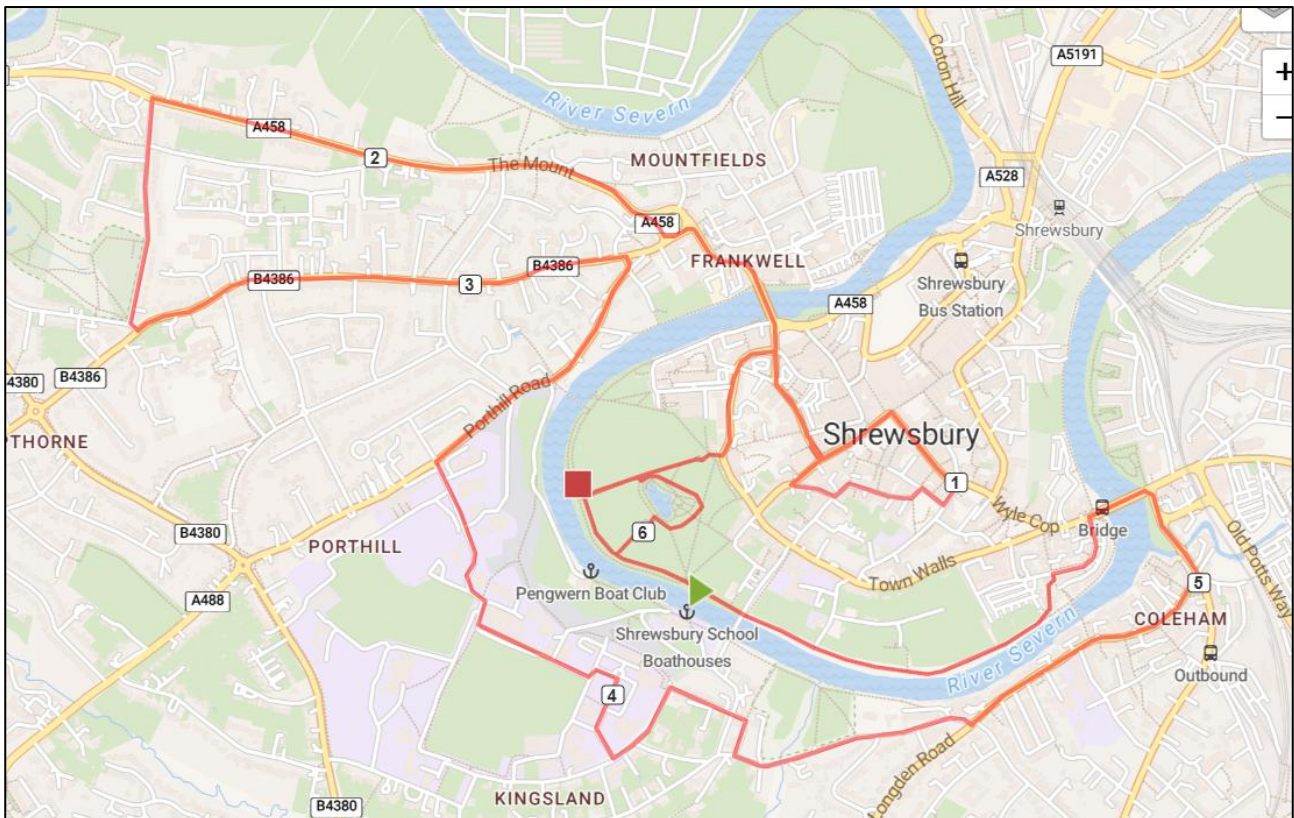 A5191
+
−
Coton Hill
River Severn
A458
2
The Mount
MOUNTFIELDS
A528
Shrewsbury
A458
FRANKWELL
B4386
3
B4386
Shrewsbury
Bus Station
A458
4380
B4386
Porthill Road
PTHORNE
Shrewsbury
1
Wyle Cop
Bridge
Old Potts Way
6
B4380
PORTHILL
Town Walls
Pengwern Boat Club
5
A488
COLEHAM
Shrewsbury School
Boathouses
River Severn
Outbound
4
Longden Road
KINGSLAND
B4380